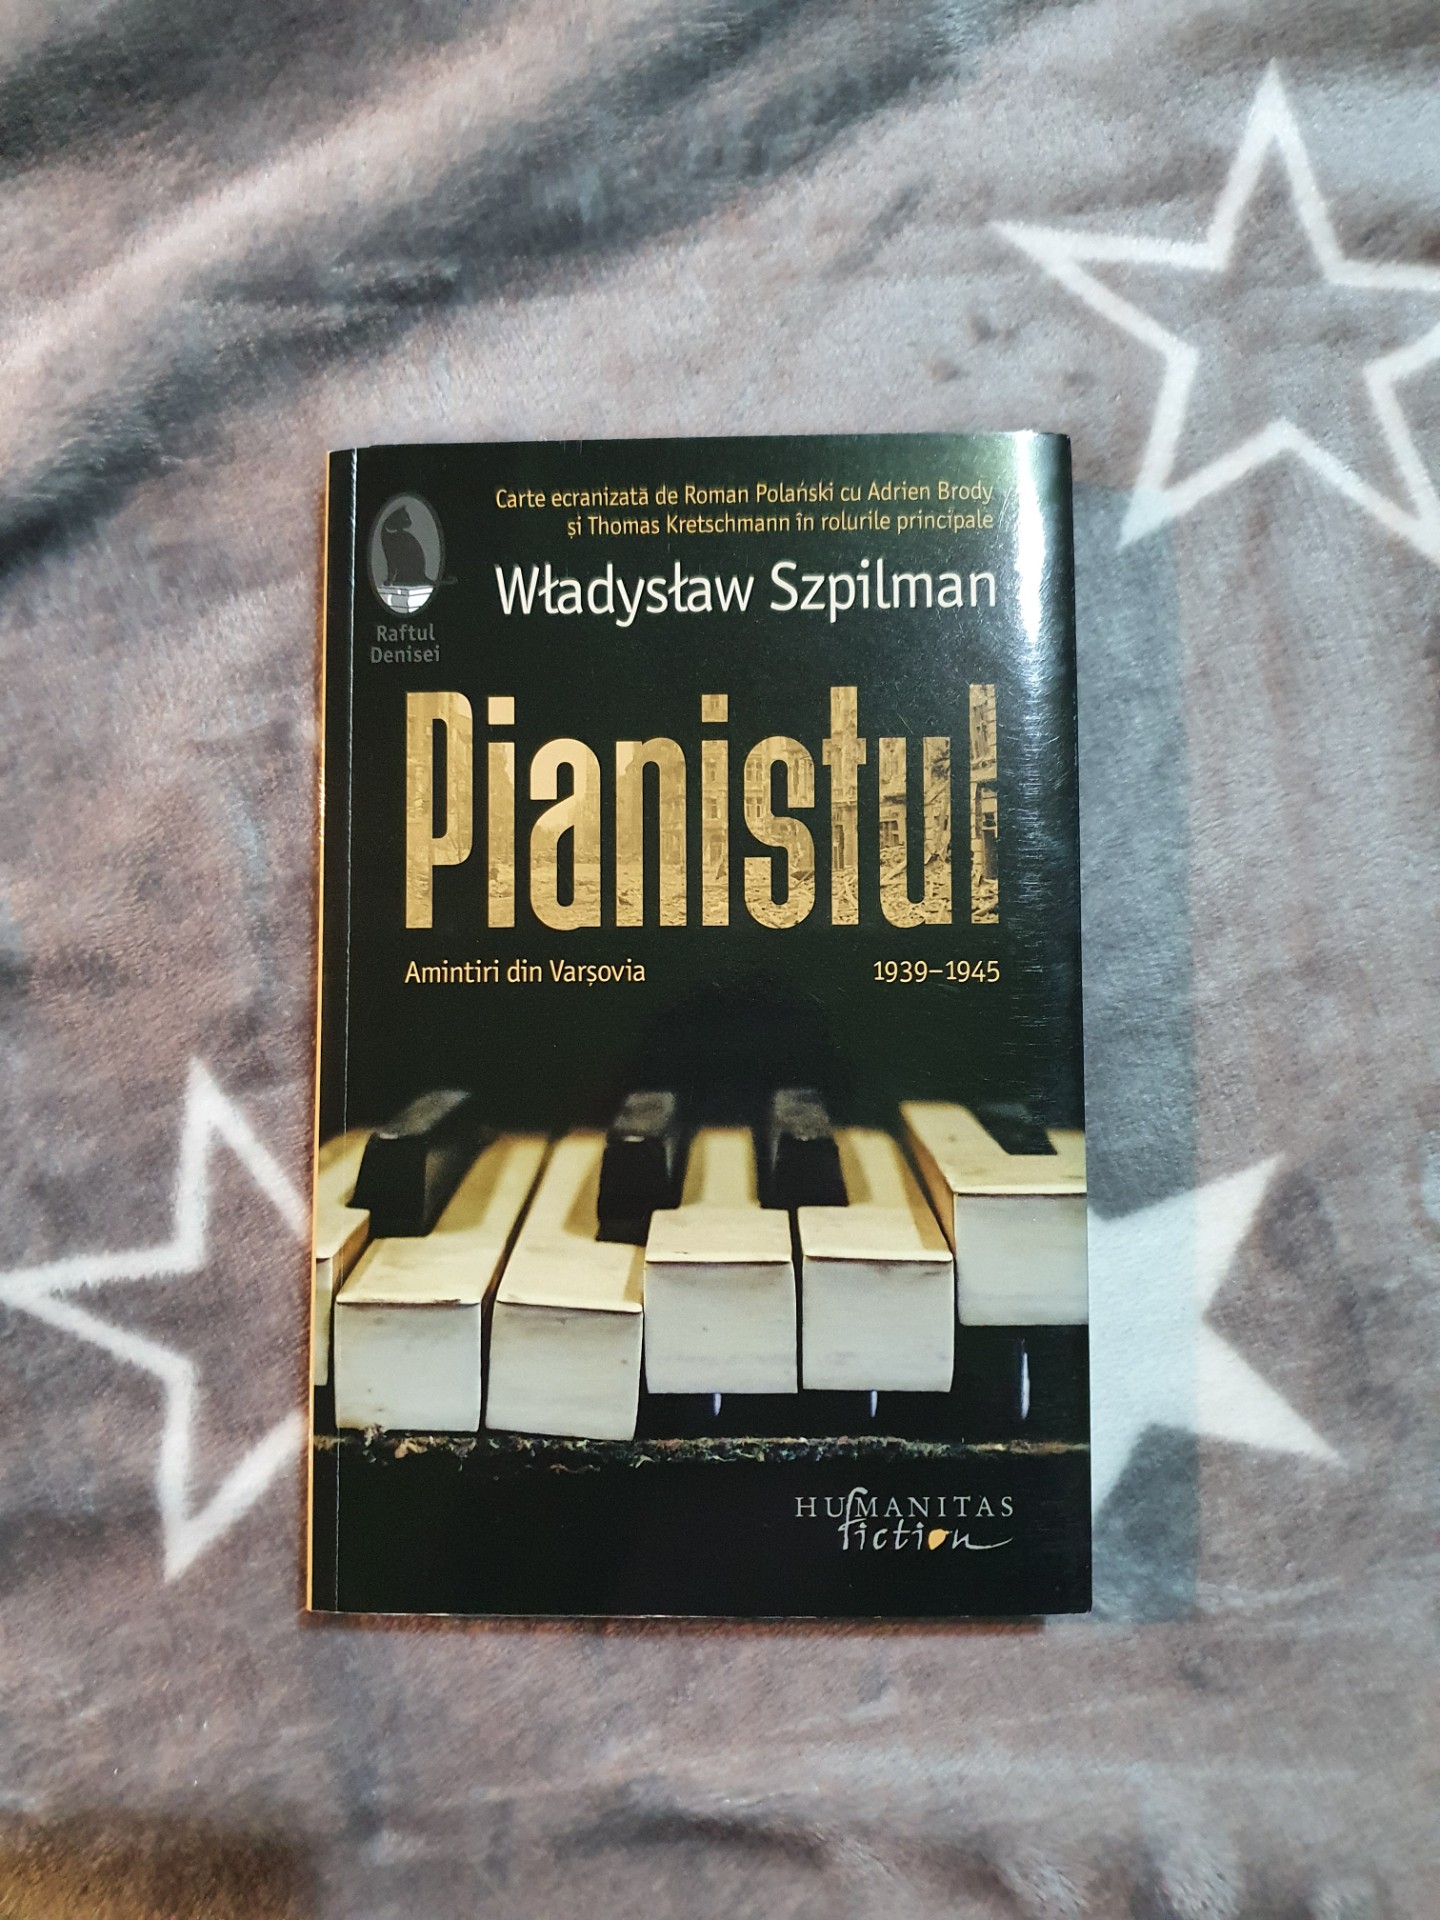 Carte ecranizată de Roman Polański cu Adrien Brody
și Thomas Kretschmann în rolurile principale
Władysław Szpilman
Raftul
Denisei
Pianistul
Amintiri din Varșovia 1939–1945
HUMANITAS
fiction